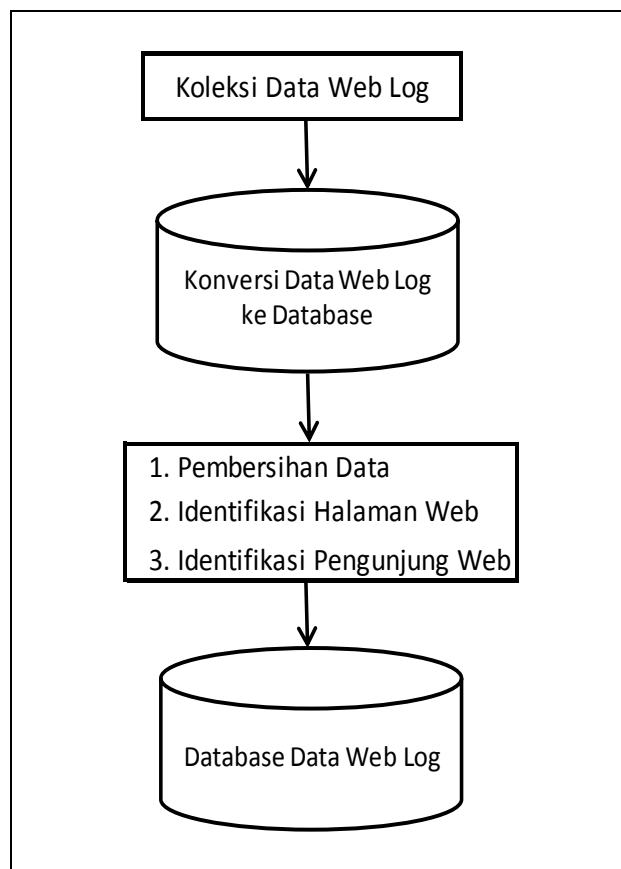 Koleksi Data Web Log
Konversi Data Web Log
ke Database
1. Pembersihan Data
2. Identifikasi Halaman Web
3. Identifikasi Pengunjung Web
Database Data Web Log